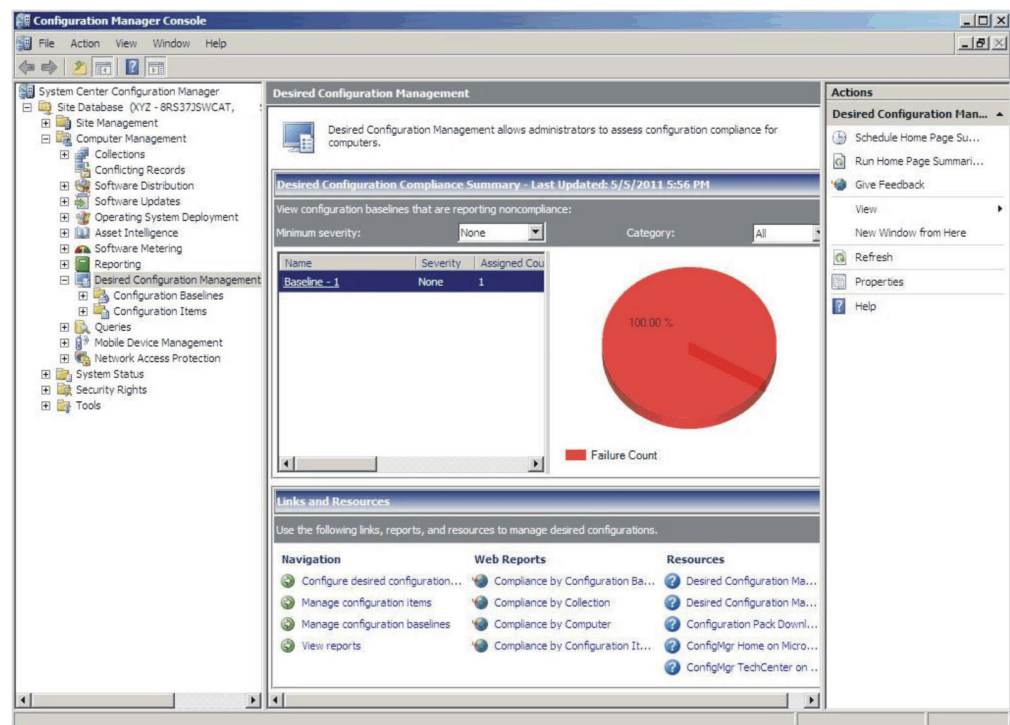 Configuration Manager Console
File Action View Window Help
System Center Configuration Manager
Site Database (XYZ - 8RS37JSWCAT,
Site Management
Computer Management
Collections
Conflicting Records
Software Distribution
Software Updates
Operating System Deployment
Asset Intelligence
Software Metering
Reporting
Desired Configuration Management
Configuration Baselines
Configuration Items
Queries
Mobile Device Management
Network Access Protection
System Status
Security Rights
Tools
Desired Configuration Management
Desired Configuration Management allows administrators to assess configuration compliance for
computers.
Desired Configuration Compliance Summary - Last Updated: 5/5/2011 5:56 PM
View configuration baselines that are reporting noncompliance:
Minimum severity: None Category: All
Name Severity Assigned Cou
Baseline - 1 None 1
100.00 %
Failure Count
Links and Resources
Use the following links, reports, and resources to manage desired configurations.
Navigation
Configure desired configuration...
Manage configuration items
Manage configuration baselines
View reports
Web Reports
Compliance by Configuration Ba...
Compliance by Collection
Compliance by Computer
Compliance by Configuration It...
Resources
Desired Configuration Ma...
Desired Configuration Ma...
Configuration Pack Downl...
ConfigMgr Home on Micro...
ConfigMgr TechCenter on ..
Actions
Desired Configuration Man...
Schedule Home Page Su...
Run Home Page Summari...
Give Feedback
View
New Window from Here
Refresh
Properties
Help